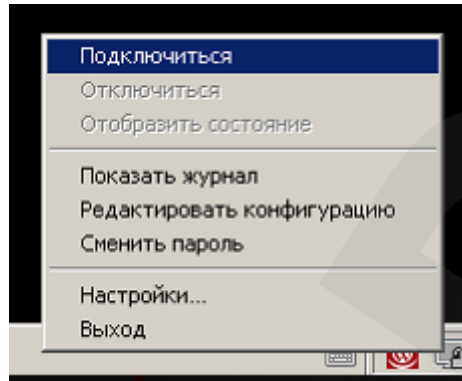 Подключиться
Отключиться
Отобразить состояние
Показать журнал
Редактировать конфигурацию
Сменить пароль
Настройки...
Выход